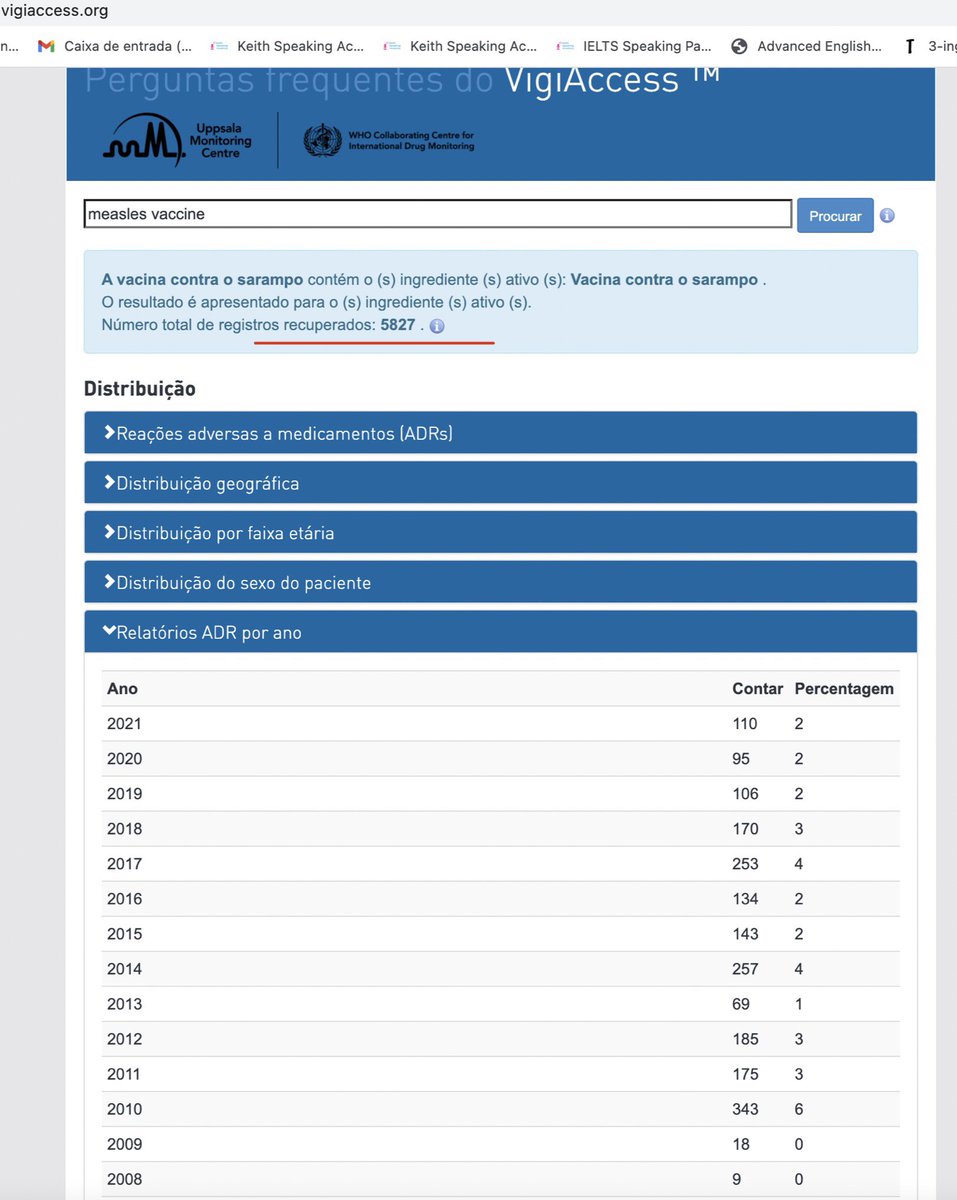 vigiaccess.org
n... Caixa de entrada (... Keith Speaking Ac... Keith Speaking Ac... IELTS Speaking Pa... Advanced English... 3-ing
Perguntas frequentes do VigiAccess ™
Uppsala
Monitoring
Centre
WHO Collaborating Centre for
International Drug Monitoring
measles vaccine
Procurar
A vacina contra o sarampo contém o (s) ingrediente (s) ativo (s): Vacina contra o sarampo .
O resultado é apresentado para o (s) ingrediente (s) ativo (s).
Número total de registros recuperados: 5827 .
Distribuição
Reações adversas a medicamentos (ADRs)
Distribuição geográfica
Distribuição por faixa etária
Distribuição do sexo do paciente
Relatórios ADR por ano
Ano Contar Percentagem
2021 110 2
2020 95 2
2019 106 2
2018 170 3
2017 253 4
2016 134 2
2015 143 2
2014 257 4
2013 69 1
2012 185 3
2011 175 3
2010 343 6
2009 18 0
2008 9 0